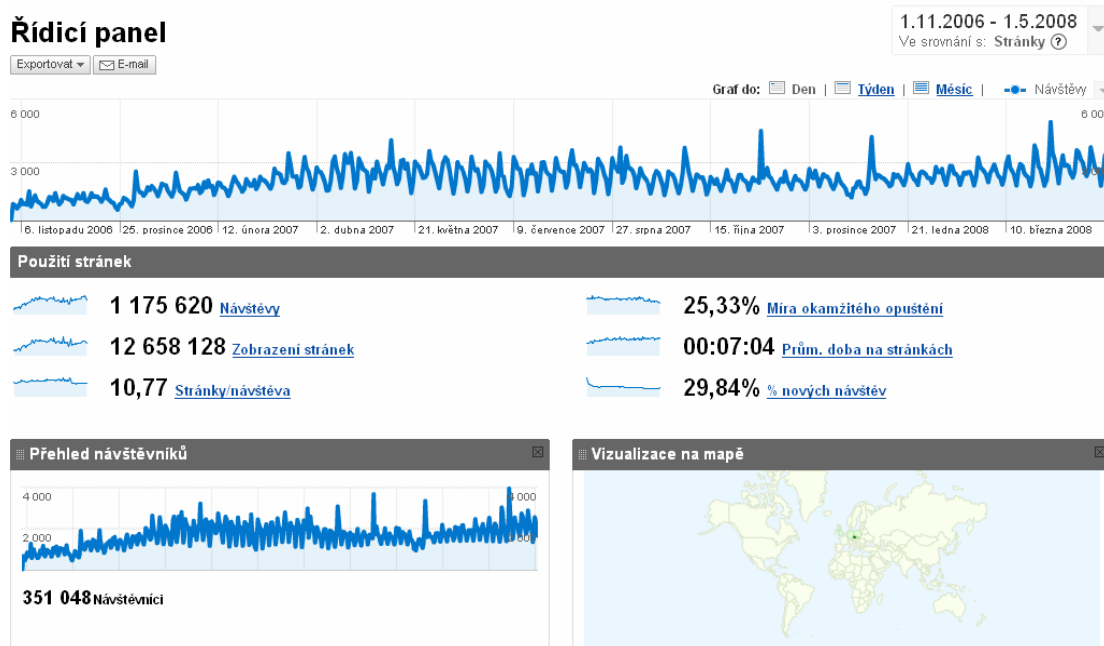 Řídicí panel
1.11.2006 - 1.5.2008
Ve srovnání s: Stránky ?
Exportovat E-mail
Graf do: Den | Týden | Měsíc | Návštěvy
6 000
3 000
6. listopadu 2006 25. prosince 2006 12. února 2007 2. dubna 2007 21. května 2007 9. července 2007 27. srpna 2007 15. října 2007 3. prosince 2007 21. ledna 2008 10. března 2008
Použití stránek
1 175 620 Návštěvy
25,33% Míra okamžitého opuštění
12 658 128 Zobrazení stránek
00:07:04 Prům. doba na stránkách
10,77 Stránky/návštěva
29,84% % nových návštěv
Přehled návštěvníků
Vizualizace na mapě
4 000 4 000
2 000
351 048 Návštěvníci